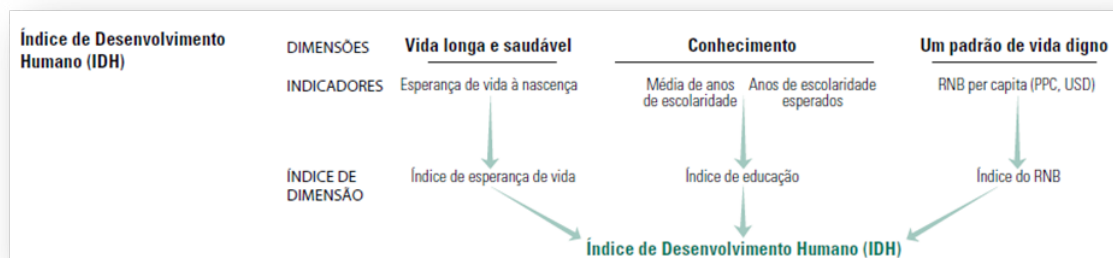 Índice de Desenvolvimento
Humano (IDH)
DIMENSÕES
Vida longa e saudável
Conhecimento
Um padrão de vida digno
INDICADORES
Esperança de vida à nascença
Média de anos
de escolaridade
Anos de escolaridade
esperados
RNB per capita (PPC, USD)
ÍNDICE DE
DIMENSÃO
Índice de esperança de vida
Índice de educação
Índice do RNB
Índice de Desenvolvimento Humano (IDH)